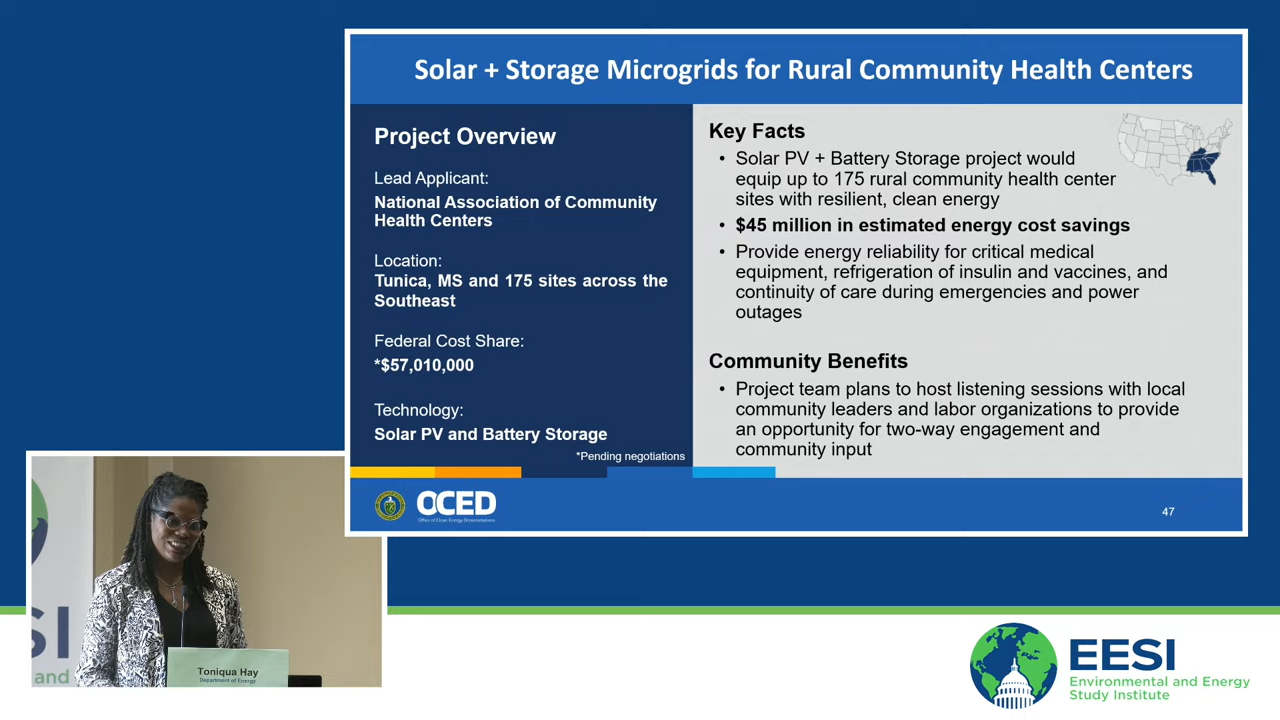 Solar + Storage Microgrids for Rural Community Health Centers
Project Overview
Lead Applicant:
National Association of Community
Health Centers
Location:
Tunica, MS and 175 sites across the
Southeast
Federal Cost Share:
*$57,010,000
Technology:
Solar PV and Battery Storage
*Pending negotiations
Key Facts
• Solar PV + Battery Storage project would
equip up to 175 rural community health center
sites with resilient, clean energy
• $45 million in estimated energy cost savings
• Provide energy reliability for critical medical
equipment, refrigeration of insulin and vaccines, and
continuity of care during emergencies and power
outages
Community Benefits
• Project team plans to host listening sessions with local
community leaders and labor organizations to provide
an opportunity for two-way engagement and
community input
OCED
Office of Clean Energy Demonstrations
47
SI
and
Toniqua Hay
Department of Energy
EESI
Environmental and Energy
Study Institute